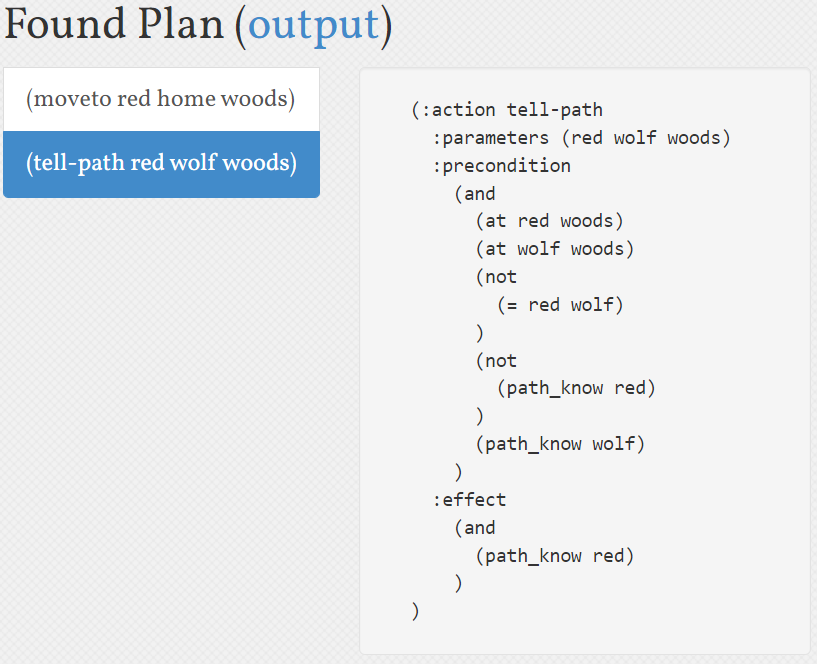 Found Plan (output)
(moveto red home woods)
(tell-path red wolf woods)
(:action tell-path
:parameters (red wolf woods)
:precondition
(and
(at red woods)
(at wolf woods)
(not
(= red wolf)
)
(not
(path_know red)
)
(path_know wolf)
)
:effect
(and
(path_know red)
)
)